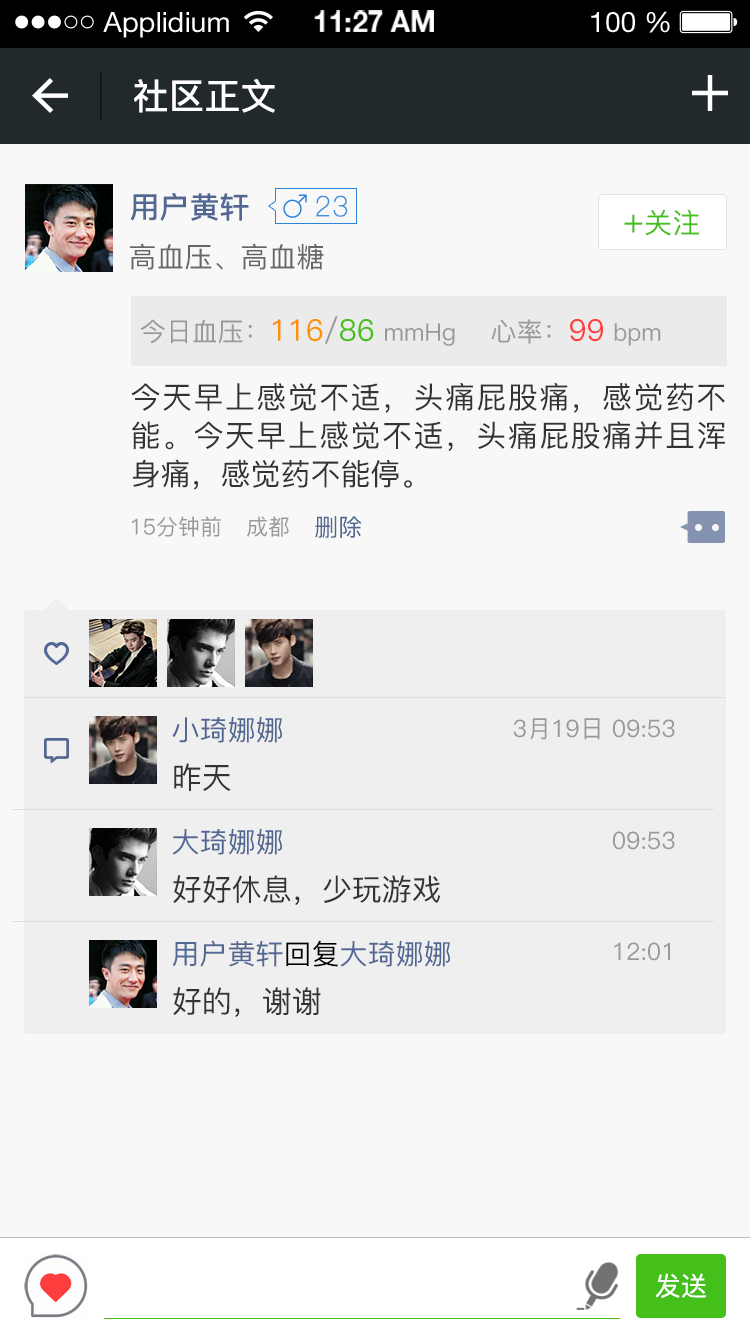 Applidium 11:27 AM 100 %
社区正文
用户黄轩 23
+关注
高血压、高血糖
今日血压：116/86 mmHg 心率：99 bpm
今天早上感觉不适，头痛屁股痛，感觉药不
能。今天早上感觉不适，头痛屁股痛并且浑
身痛，感觉药不能停。
15分钟前 成都 删除
小琦娜娜 3月19日 09:53
昨天
大琦娜娜 09:53
好好休息，少玩游戏
用户黄轩回复大琦娜娜 12:01
好的，谢谢
发送